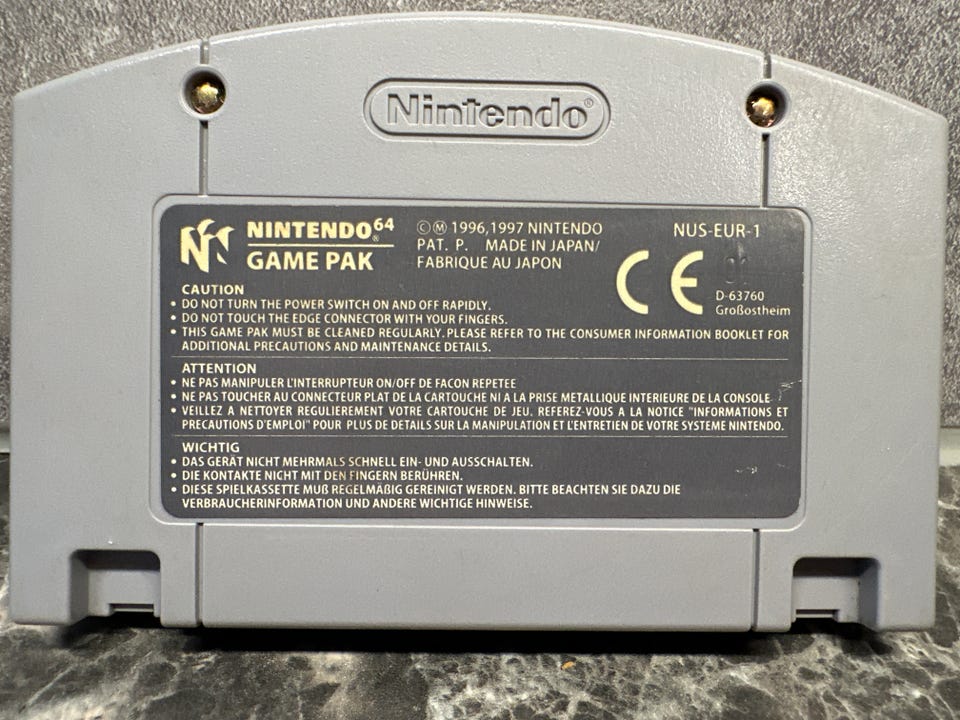 Nintendo®
NINTENDO64®
GAME PAK
©Ⓜ 1996,1997 NINTENDO
PAT. P. MADE IN JAPAN/
FABRIQUE AU JAPON
NUS-EUR-1
CE
D-63760
Großostheim
CAUTION
• DO NOT TURN THE POWER SWITCH ON AND OFF RAPIDLY.
• DO NOT TOUCH THE EDGE CONNECTOR WITH YOUR FINGERS.
• THIS GAME PAK MUST BE CLEANED REGULARLY. PLEASE REFER TO THE CONSUMER INFORMATION BOOKLET FOR
ADDITIONAL PRECAUTIONS AND MAINTENANCE DETAILS.
ATTENTION
• NE PAS MANIPULER L'INTERRUPTEUR ON/OFF DE FACON REPETEE
• NE PAS TOUCHER AU CONNECTEUR PLAT DE LA CARTOUCHE NI A LA PRISE METALLIQUE INTERIEURE DE LA CONSOLE
• VEILLEZ A NETTOYER REGULIEREMENT VOTRE CARTOUCHE DE JEU. REFEREZ-VOUS A LA NOTICE "INFORMATIONS ET
PRECAUTIONS D'EMPLOI" POUR PLUS DE DETAILS SUR LA MANIPULATION ET L'ENTRETIEN DE VOTRE SYSTEME NINTENDO.
WICHTIG
• DAS GERÄT NICHT MEHRMALS SCHNELL EIN- UND AUSSCHALTEN.
• DIE KONTAKTE NICHT MIT DEN FINGERN BERÜHREN.
• DIESE SPIELKASSETTE MUß REGELMÄßIG GEREINIGT WERDEN. BITTE BEACHTEN SIE DAZU DIE
VERBRAUCHERINFORMATION UND ANDERE WICHTIGE HINWEISE.